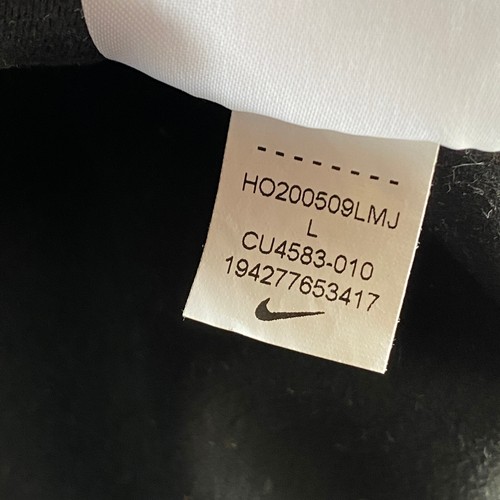 --------
HO200509LMJ
L
CU4583-010
194277653417